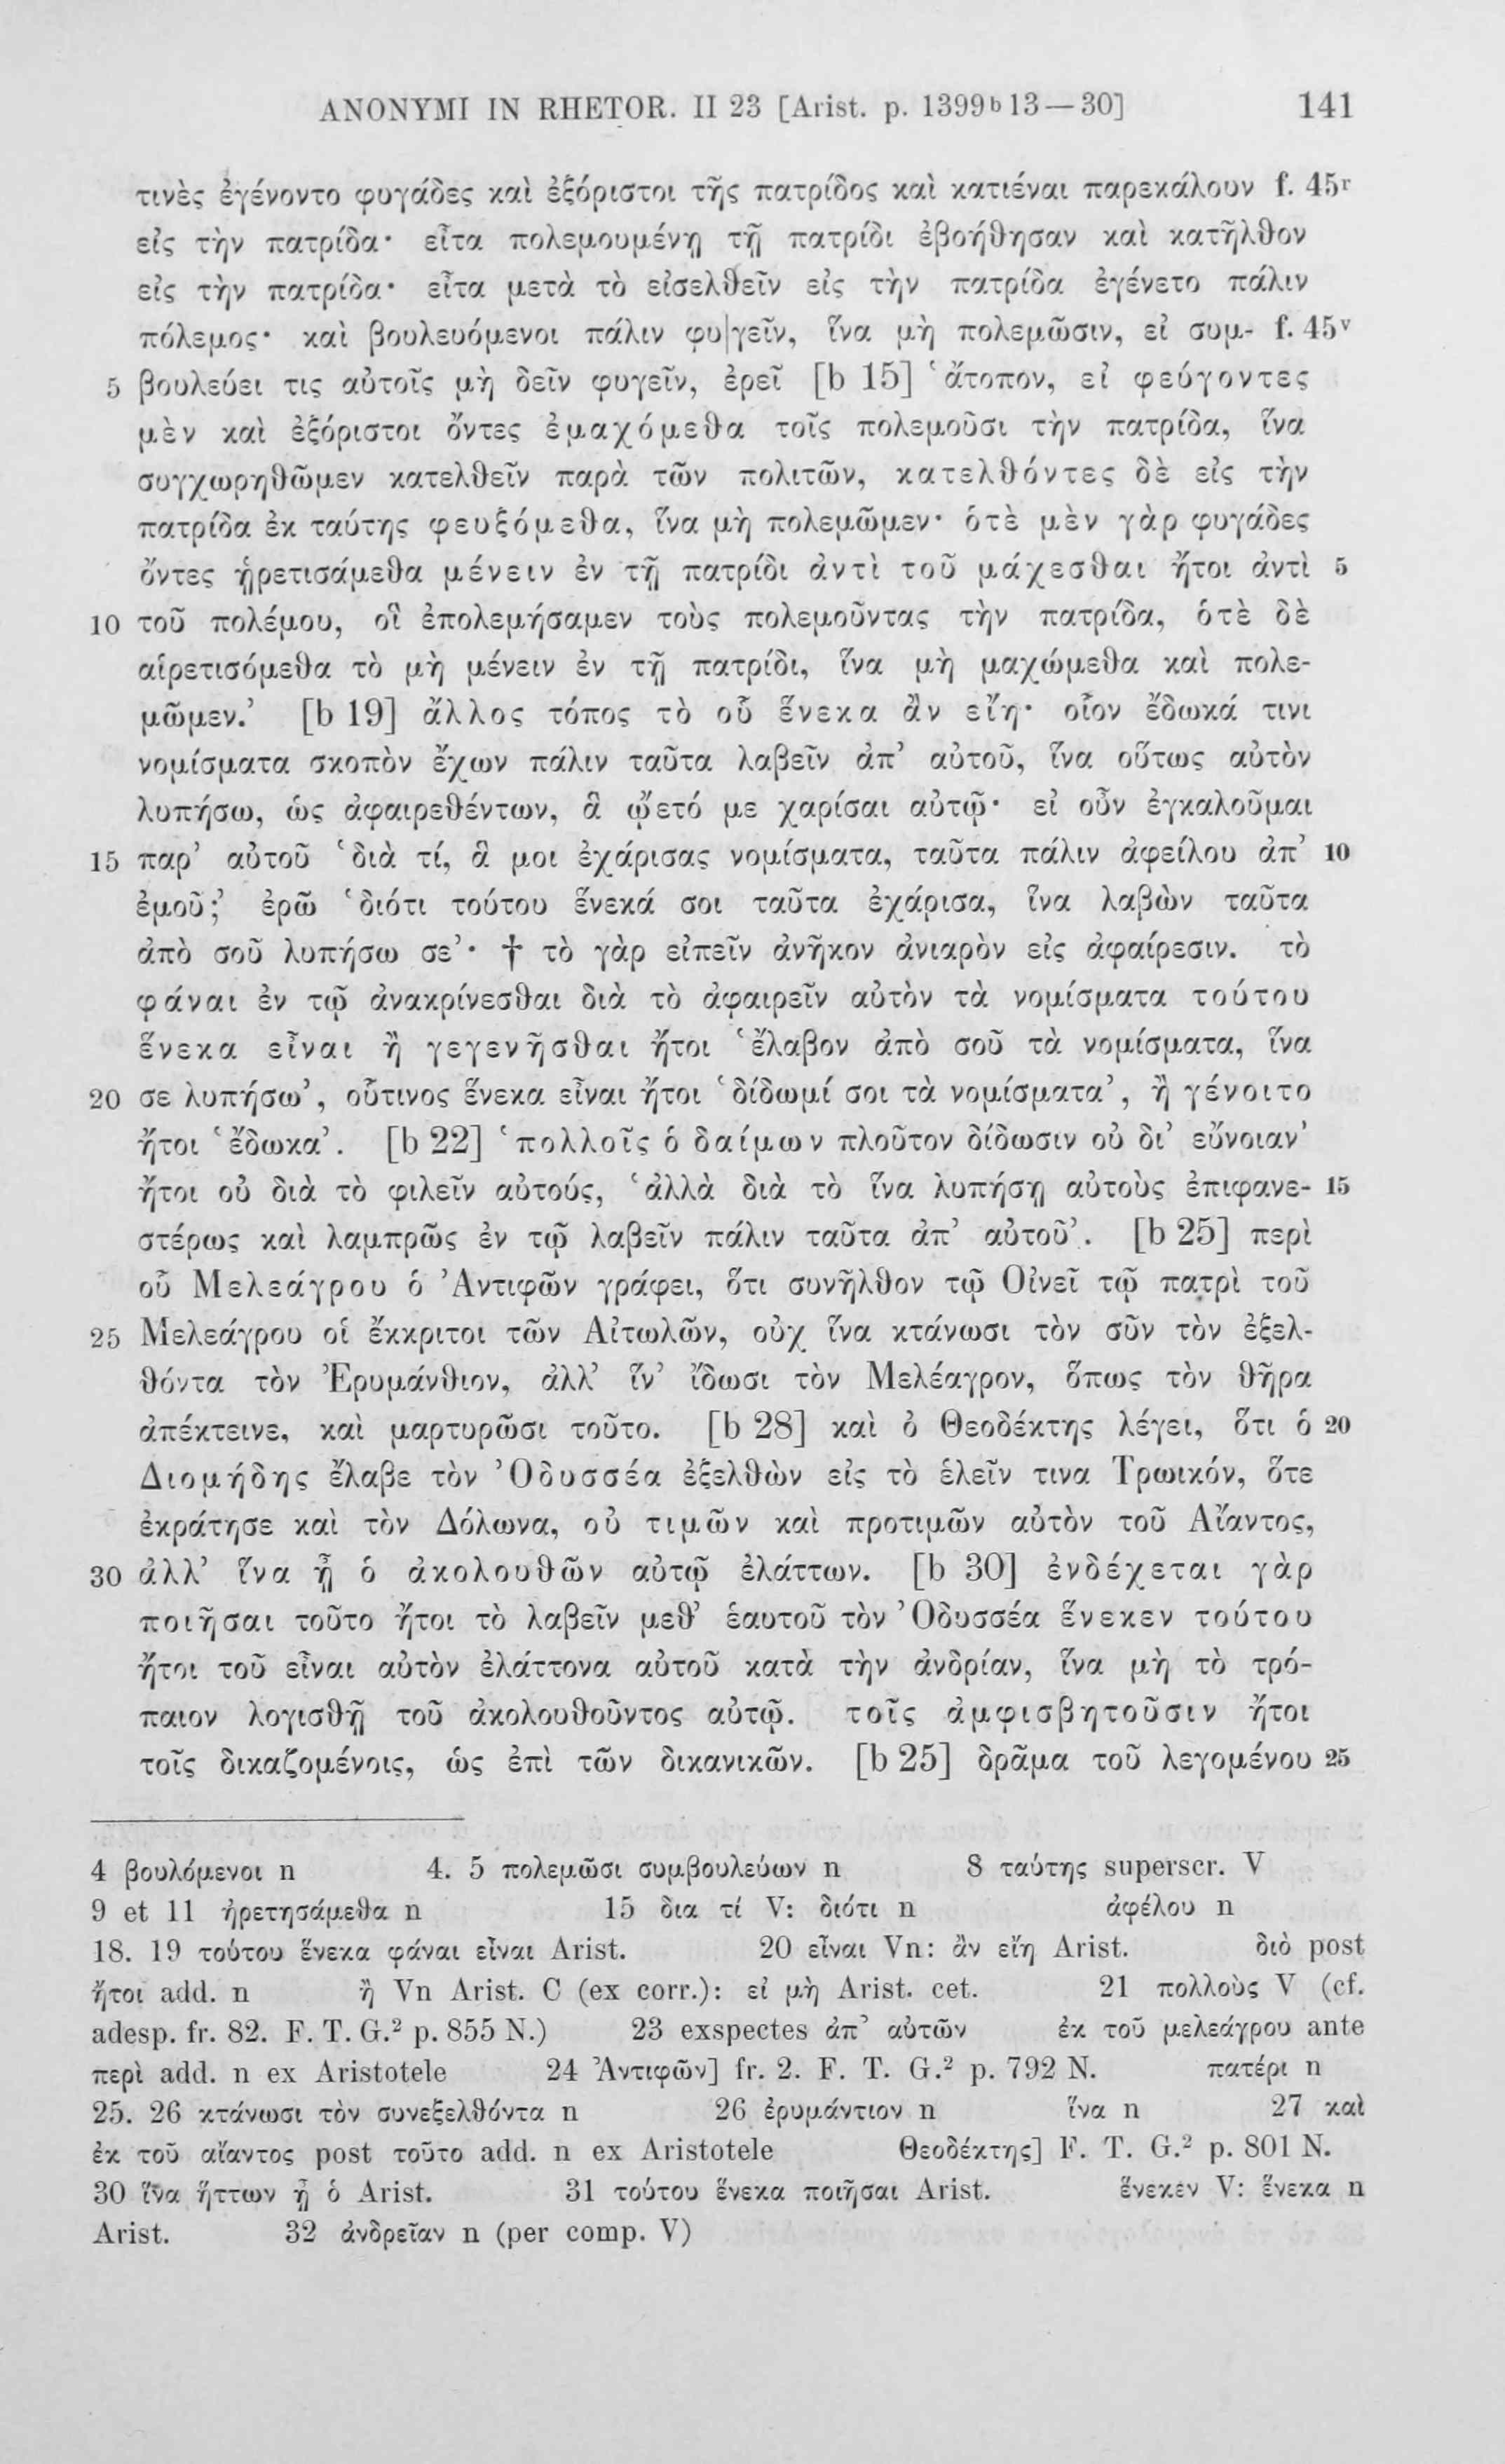 ANONYMI IN RHETOR. II 23 [Arist. p. 1399ᵇ 13—30] 141
τινὲς ἐγένοντο φυγάδες καὶ ἐξόριστοι τῆς πατρίδος καὶ κατιέναι παρεκάλουν f. 45ʳ
εἰς τὴν πατρίδα· εἶτα πολεμουμένῃ τῇ πατρίδι ἐβοήθησαν καὶ κατῆλθον
εἰς τὴν πατρίδα· εἶτα μετὰ τὸ εἰσελθεῖν εἰς τὴν πατρίδα ἐγένετο πάλιν
πόλεμος· καὶ βουλευόμενοι πάλιν φυ|γεῖν, ἵνα μὴ πολεμῶσιν, εἰ συμ- f. 45ᵛ
5 βουλεύει τις αὐτοῖς μὴ δεῖν φυγεῖν, ἐρεῖ [b 15] ‘ἄτοπον, εἰ φεύγοντες
μὲν καὶ ἐξόριστοι ὄντες ἐμαχόμεθα τοῖς πολεμοῦσι τὴν πατρίδα, ἵνα
συγχωρηθῶμεν κατελθεῖν παρὰ τῶν πολιτῶν, κατελθόντες δὲ εἰς τὴν
πατρίδα ἐκ ταύτης φευξόμεθα, ἵνα μὴ πολεμῶμεν· ὁτὲ μὲν γὰρ φυγάδες
ὄντες ᾑρετισάμεθα μένειν ἐν τῇ πατρίδι ἀντὶ τοῦ μάχεσθαι ἤτοι ἀντὶ 5
10 τοῦ πολέμου, οἳ ἐπολεμήσαμεν τοὺς πολεμοῦντας τὴν πατρίδα, ὁτὲ δὲ
αἱρετισόμεθα τὸ μὴ μένειν ἐν τῇ πατρίδι, ἵνα μὴ μαχώμεθα καὶ πολε-
μῶμεν.’ [b 19] ἄλλος τόπος τὸ οὗ ἕνεκα ἂν εἴη· οἷον ἔδωκά τινι
νομίσματα σκοπὸν ἔχων πάλιν ταῦτα λαβεῖν ἀπ’ αὐτοῦ, ἵνα οὕτως αὐτὸν
λυπήσω, ὡς ἀφαιρεθέντων, ἃ ᾤετό με χαρίσαι αὐτῷ· εἰ οὖν ἐγκαλοῦμαι
15 παρ’ αὐτοῦ ‘διὰ τί, ἅ μοι ἐχάρισας νομίσματα, ταῦτα πάλιν ἀφείλου ἀπ’ 10
ἐμοῦ;’ ἐρῶ ‘διότι τούτου ἕνεκά σοι ταῦτα ἐχάρισα, ἵνα λαβὼν ταῦτα
ἀπὸ σοῦ λυπήσω σε’· † τὸ γὰρ εἰπεῖν ἀνῆκον ἀνιαρὸν εἰς ἀφαίρεσιν. τὸ
φάναι ἐν τῷ ἀνακρίνεσθαι διὰ τὸ ἀφαιρεῖν αὐτὸν τὰ νομίσματα τούτου
ἕνεκα εἶναι ἢ γεγενῆσθαι ἤτοι ‘ἔλαβον ἀπὸ σοῦ τὰ νομίσματα, ἵνα
20 σε λυπήσω’, οὗτινος ἕνεκα εἶναι ἤτοι ‘δίδωμί σοι τὰ νομίσματα’, ἢ γένοιτο
ἤτοι ‘ἔδωκα’. [b 22] ‘πολλοῖς ὁ δαίμων πλοῦτον δίδωσιν οὐ δι’ εὔνοιαν’
ἤτοι οὐ διὰ τὸ φιλεῖν αὐτούς, ‘ἀλλὰ διὰ τὸ ἵνα λυπήσῃ αὐτοὺς ἐπιφανε- 15
στέρως καὶ λαμπρῶς ἐν τῷ λαβεῖν πάλιν ταῦτα ἀπ’ αὐτοῦ’. [b 25] περὶ
οὗ Μελεάγρου ὁ Ἀντιφῶν γράφει, ὅτι συνῆλθον τῷ Οἰνεῖ τῷ πατρὶ τοῦ
25 Μελεάγρου οἱ ἔκκριτοι τῶν Αἰτωλῶν, οὐχ ἵνα κτάνωσι τὸν σῦν τὸν ἐξελ-
θόντα τὸν Ἐρυμάνθιον, ἀλλ’ ἵν’ ἴδωσι τὸν Μελέαγρον, ὅπως τὸν θῆρα
ἀπέκτεινε, καὶ μαρτυρῶσι τοῦτο. [b 28] καὶ ὁ Θεοδέκτης λέγει, ὅτι ὁ 20
Διομήδης ἔλαβε τὸν Ὀδυσσέα ἐξελθὼν εἰς τὸ ἑλεῖν τινα Τρωικόν, ὅτε
ἐκράτησε καὶ τὸν Δόλωνα, οὐ τιμῶν καὶ προτιμῶν αὐτὸν τοῦ Αἴαντος,
30 ἀλλ’ ἵνα ᾖ ὁ ἀκολουθῶν αὐτῷ ἐλάττων. [b 30] ἐνδέχεται γὰρ
ποιῆσαι τοῦτο ἤτοι τὸ λαβεῖν μεθ’ ἑαυτοῦ τὸν Ὀδυσσέα ἕνεκεν τούτου
ἤτοι τοῦ εἶναι αὐτὸν ἐλάττονα αὐτοῦ κατὰ τὴν ἀνδρίαν, ἵνα μὴ τὸ τρό-
παιον λογισθῇ τοῦ ἀκολουθοῦντος αὐτῷ. τοῖς ἀμφισβητοῦσιν ἤτοι
τοῖς δικαζομένοις, ὡς ἐπὶ τῶν δικανικῶν. [b 25] δρᾶμα τοῦ λεγομένου 25
4 βουλόμενοι n 4. 5 πολεμῶσι συμβουλεύων n 8 ταύτης superscr. V
9 et 11 ἡρετησάμεθα n 15 δια τί V: διότι n ἀφέλου n
18. 19 τούτου ἕνεκα φάναι εἶναι Arist. 20 εἶναι Vn: ἂν εἴη Arist. διὸ post
ἤτοι add. n ἢ Vn Arist. C (ex corr.): εἰ μὴ Arist. cet. 21 πολλοὺς V (cf.
adesp. fr. 82. F. T. G.² p. 855 N.) 23 exspectes ἀπ’ αὐτῶν ἐκ τοῦ μελεάγρου ante
περὶ add. n ex Aristotele 24 Ἀντιφῶν] fr. 2. F. T. G.² p. 792 N. πατέρι n
25. 26 κτάνωσι τὸν συνεξελθόντα n 26 ἐρυμάντιον n ἵνα n 27 καὶ
ἐκ τοῦ αἴαντος post τοῦτο add. n ex Aristotele Θεοδέκτης] F. T. G.² p. 801 N.
30 ἵνα ἥττων ᾖ ὁ Arist. 31 τούτου ἕνεκα ποιῆσαι Arist. ἕνεκεν V: ἕνεκα n
Arist. 32 ἀνδρεῖαν n (per comp. V)